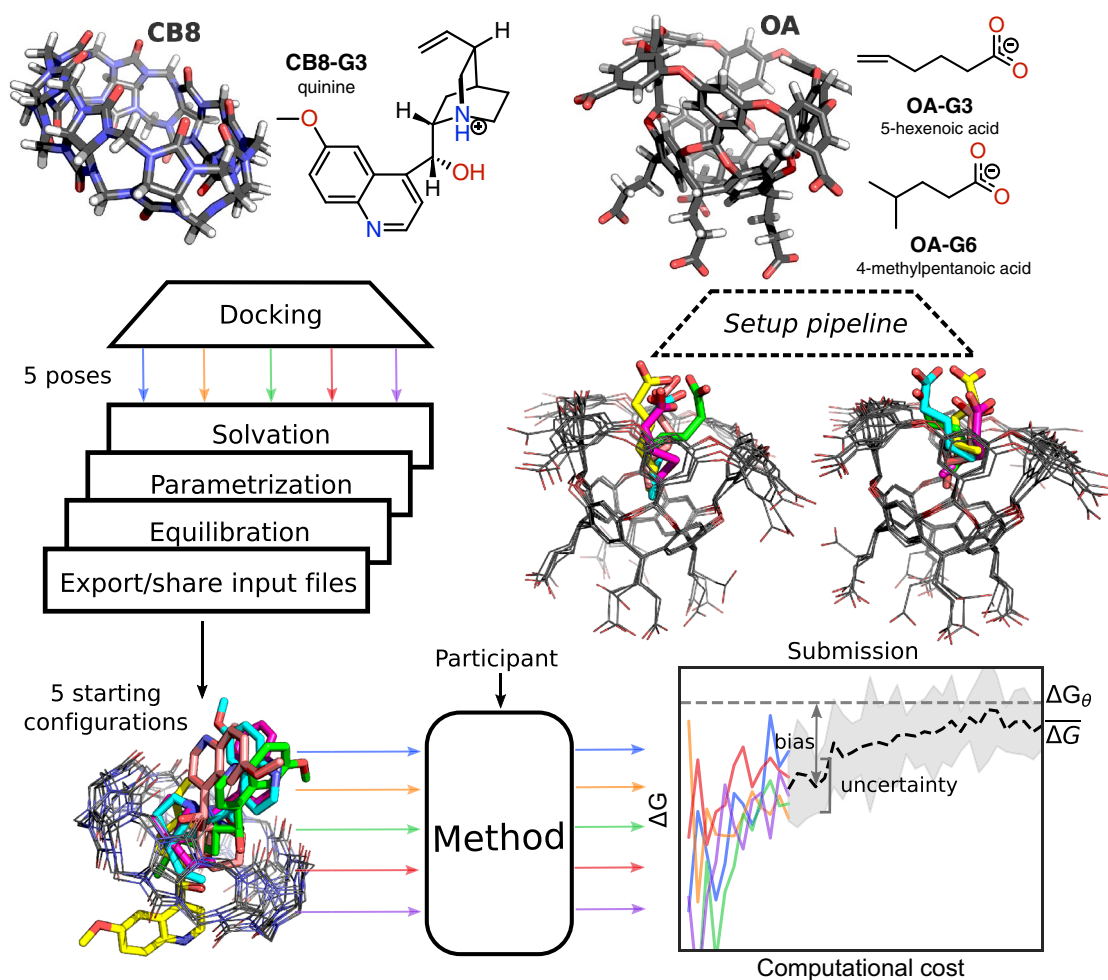 CB8
CB8-G3
quinine
H
H
N
H
⊕
O
OH
H
N
OA
O
⊖
O
OA-G3
5-hexenoic acid
O
⊖
O
OA-G6
4-methylpentanoic acid
Docking
5 poses
Solvation
Parametrization
Equilibration
Export/share input files
Setup pipeline
5 starting
configurations
Participant
Method
Submission
ΔG
bias
uncertainty
ΔGθ
ΔG
Computational cost